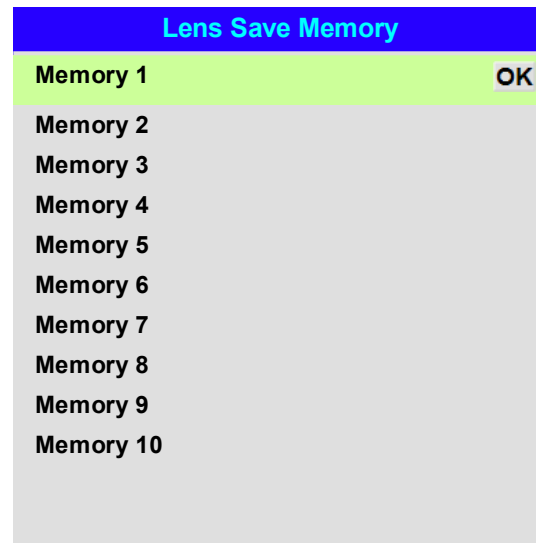 Lens Save Memory
Memory 1 OK
Memory 2
Memory 3
Memory 4
Memory 5
Memory 6
Memory 7
Memory 8
Memory 9
Memory 10